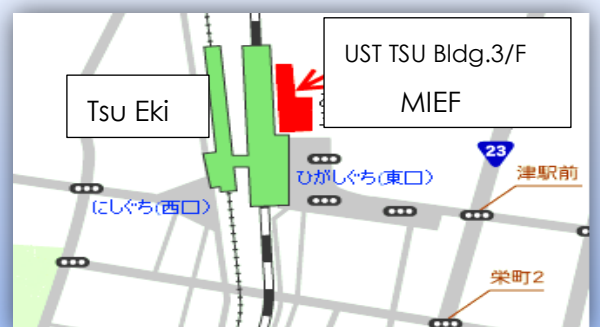 UST TSU Bldg.3/F
MIEF
Tsu Eki
23
津駅前
ひがしぐち(東口)
にしぐち(西口)
栄町2